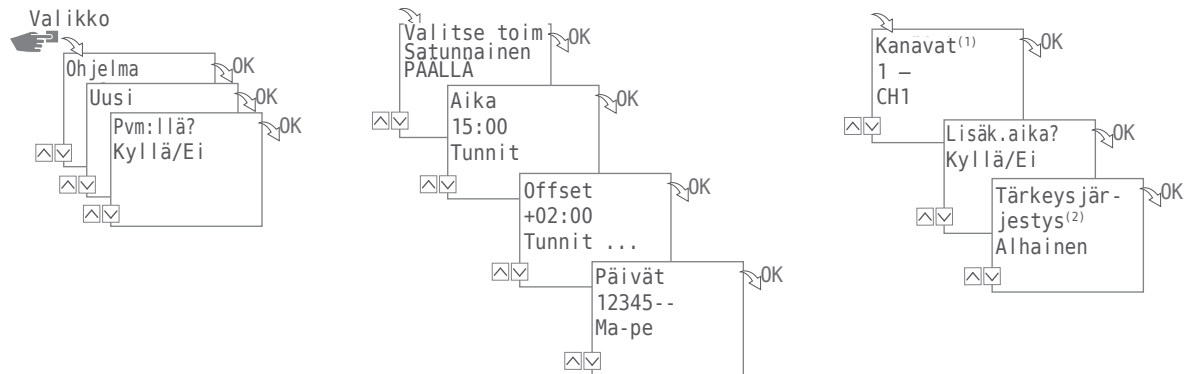 Valikko
Ohjelma
OK
Uusi
OK
Pvm:llä?
OK
Kyllä/Ei
Valitse toim
OK
Satunnainen
PÄÄLLÄ
Aika
OK
15:00
Tunnit
Offset
OK
+02:00
Tunnit ...
Päivät
OK
12345--
Ma-pe
Kanavat(1)
OK
1 –
CH1
Lisäk.aika?
OK
Kyllä/Ei
Tärkeysjär-
OK
jestys(2)
Alhainen